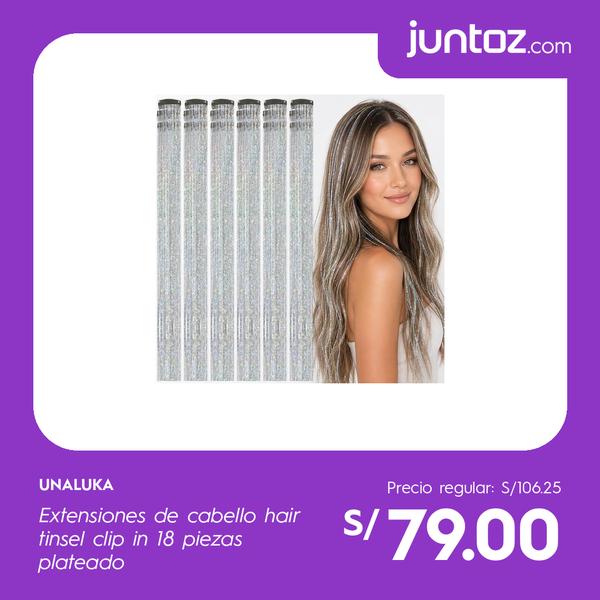 juntoz.com
UNALUKA
Extensiones de cabello hair
tinsel clip in 18 piezas
plateado
Precio regular: S/106.25
S/79.00